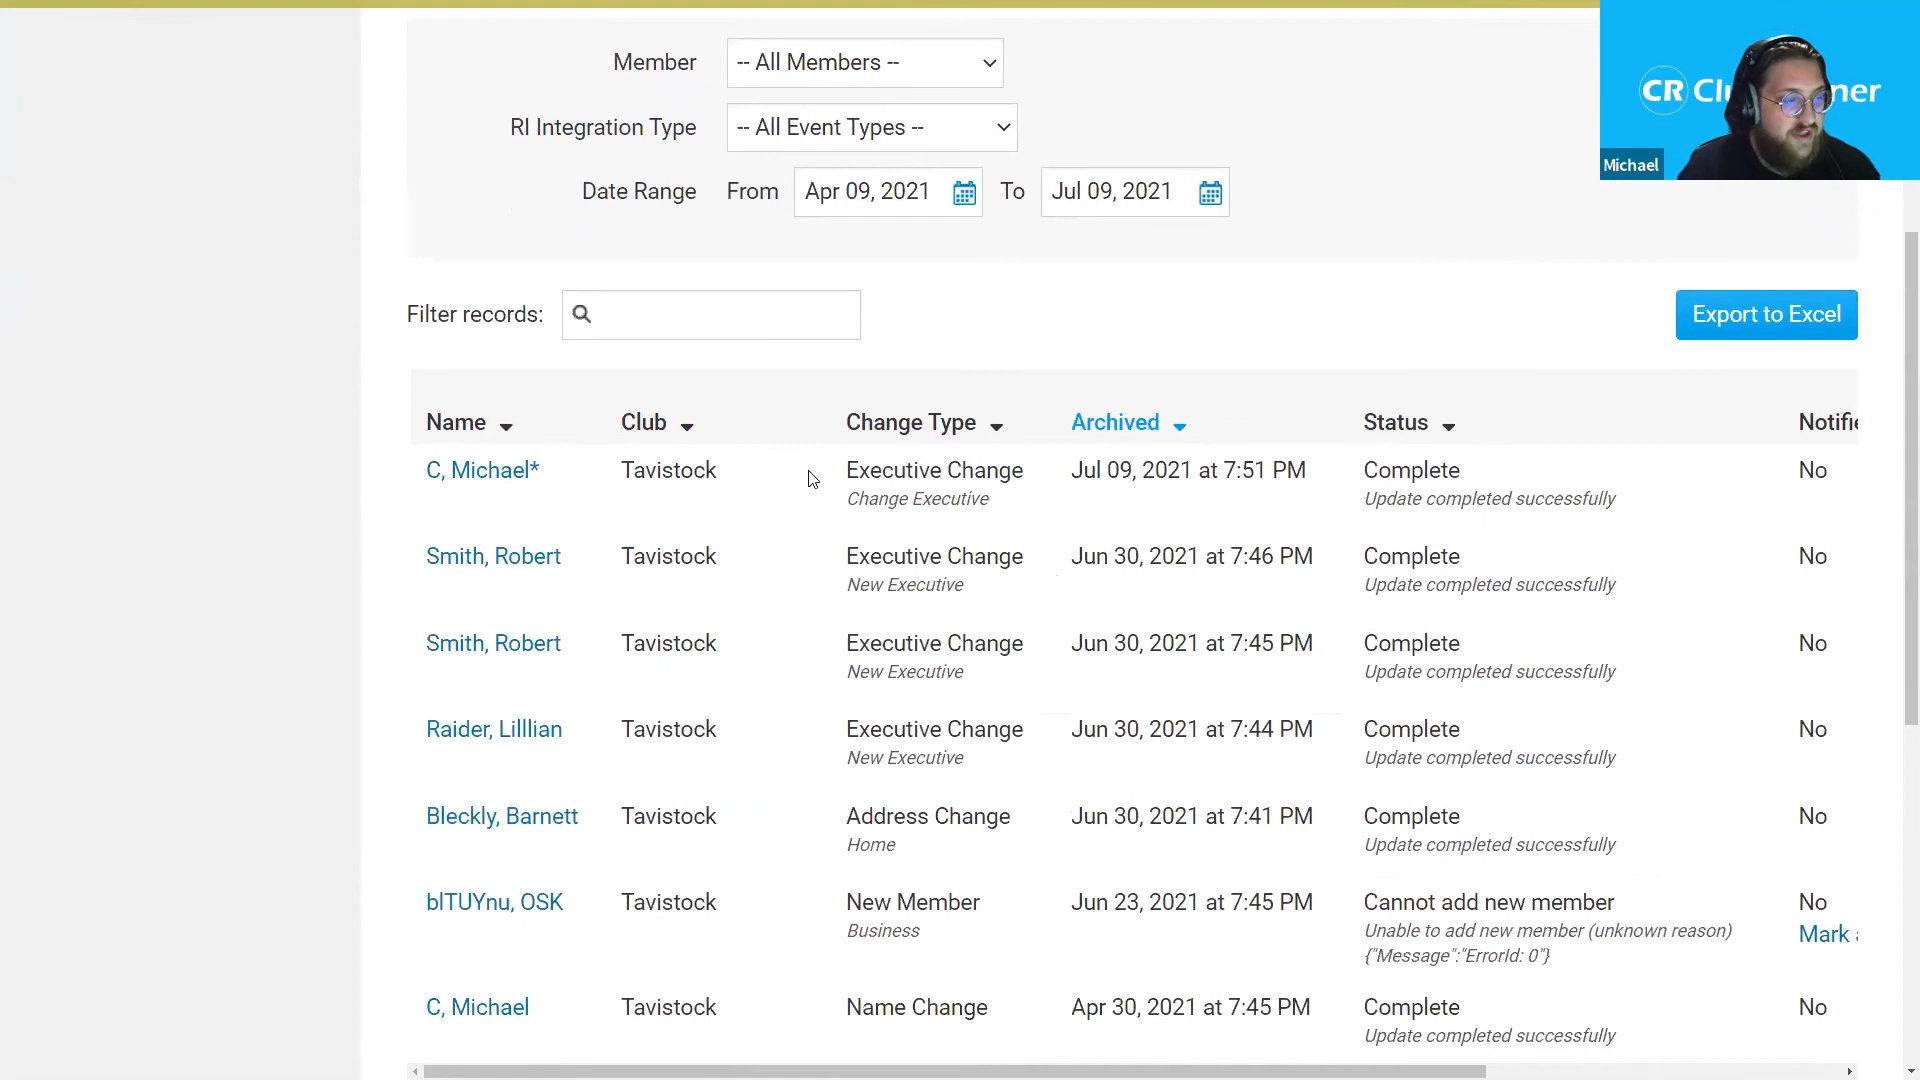 Member -- All Members --
RI Integration Type -- All Event Types --
Date Range From Apr 09, 2021 To Jul 09, 2021
CR Clu ner
Michael
Filter records: Export to Excel
Name Club Change Type Archived Status Notifie
C, Michael* Tavistock Executive Change Jul 09, 2021 at 7:51 PM Complete No
Change Executive Update completed successfully
Smith, Robert Tavistock Executive Change Jun 30, 2021 at 7:46 PM Complete No
New Executive Update completed successfully
Smith, Robert Tavistock Executive Change Jun 30, 2021 at 7:45 PM Complete No
New Executive Update completed successfully
Raider, Lilllian Tavistock Executive Change Jun 30, 2021 at 7:44 PM Complete No
New Executive Update completed successfully
Bleckly, Barnett Tavistock Address Change Jun 30, 2021 at 7:41 PM Complete No
Home Update completed successfully
blTUYnu, OSK Tavistock New Member Jun 23, 2021 at 7:45 PM Cannot add new member No
Business Unable to add new member (unknown reason) Mark
{"Message":"ErrorId: 0"}
C, Michael Tavistock Name Change Apr 30, 2021 at 7:45 PM Complete No
Update completed successfully